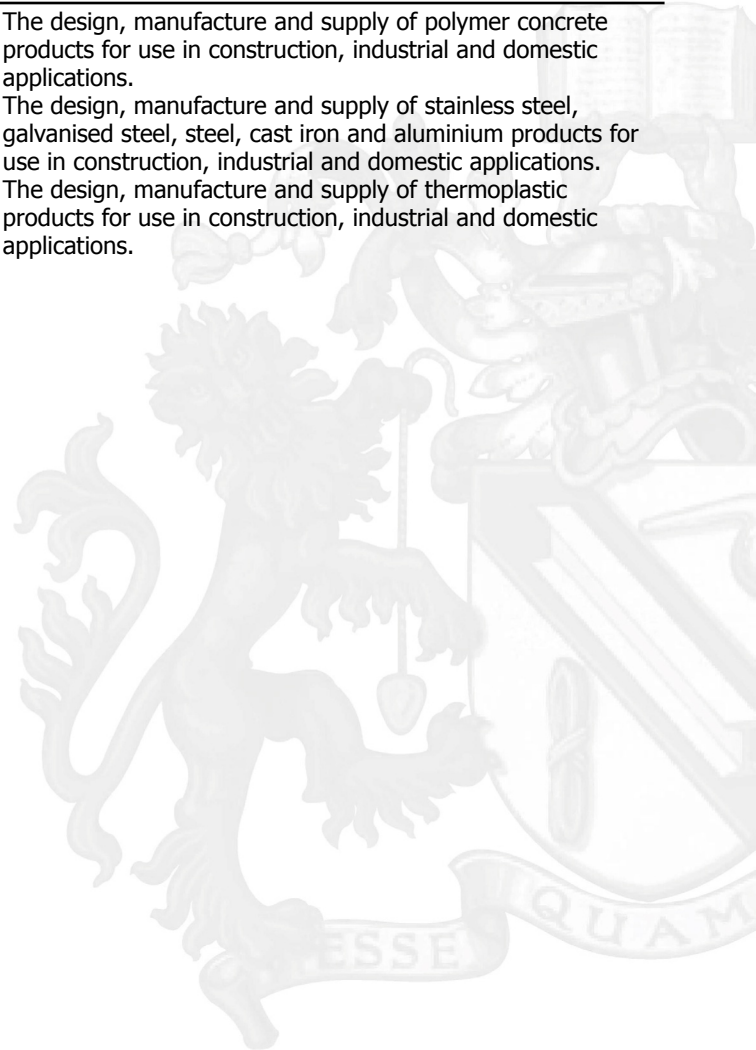 The design, manufacture and supply of polymer concrete
products for use in construction, industrial and domestic
applications.
The design, manufacture and supply of stainless steel,
galvanised steel, steel, cast iron and aluminium products for
use in construction, industrial and domestic applications.
The design, manufacture and supply of thermoplastic
products for use in construction, industrial and domestic
applications.
ESSE QUAM